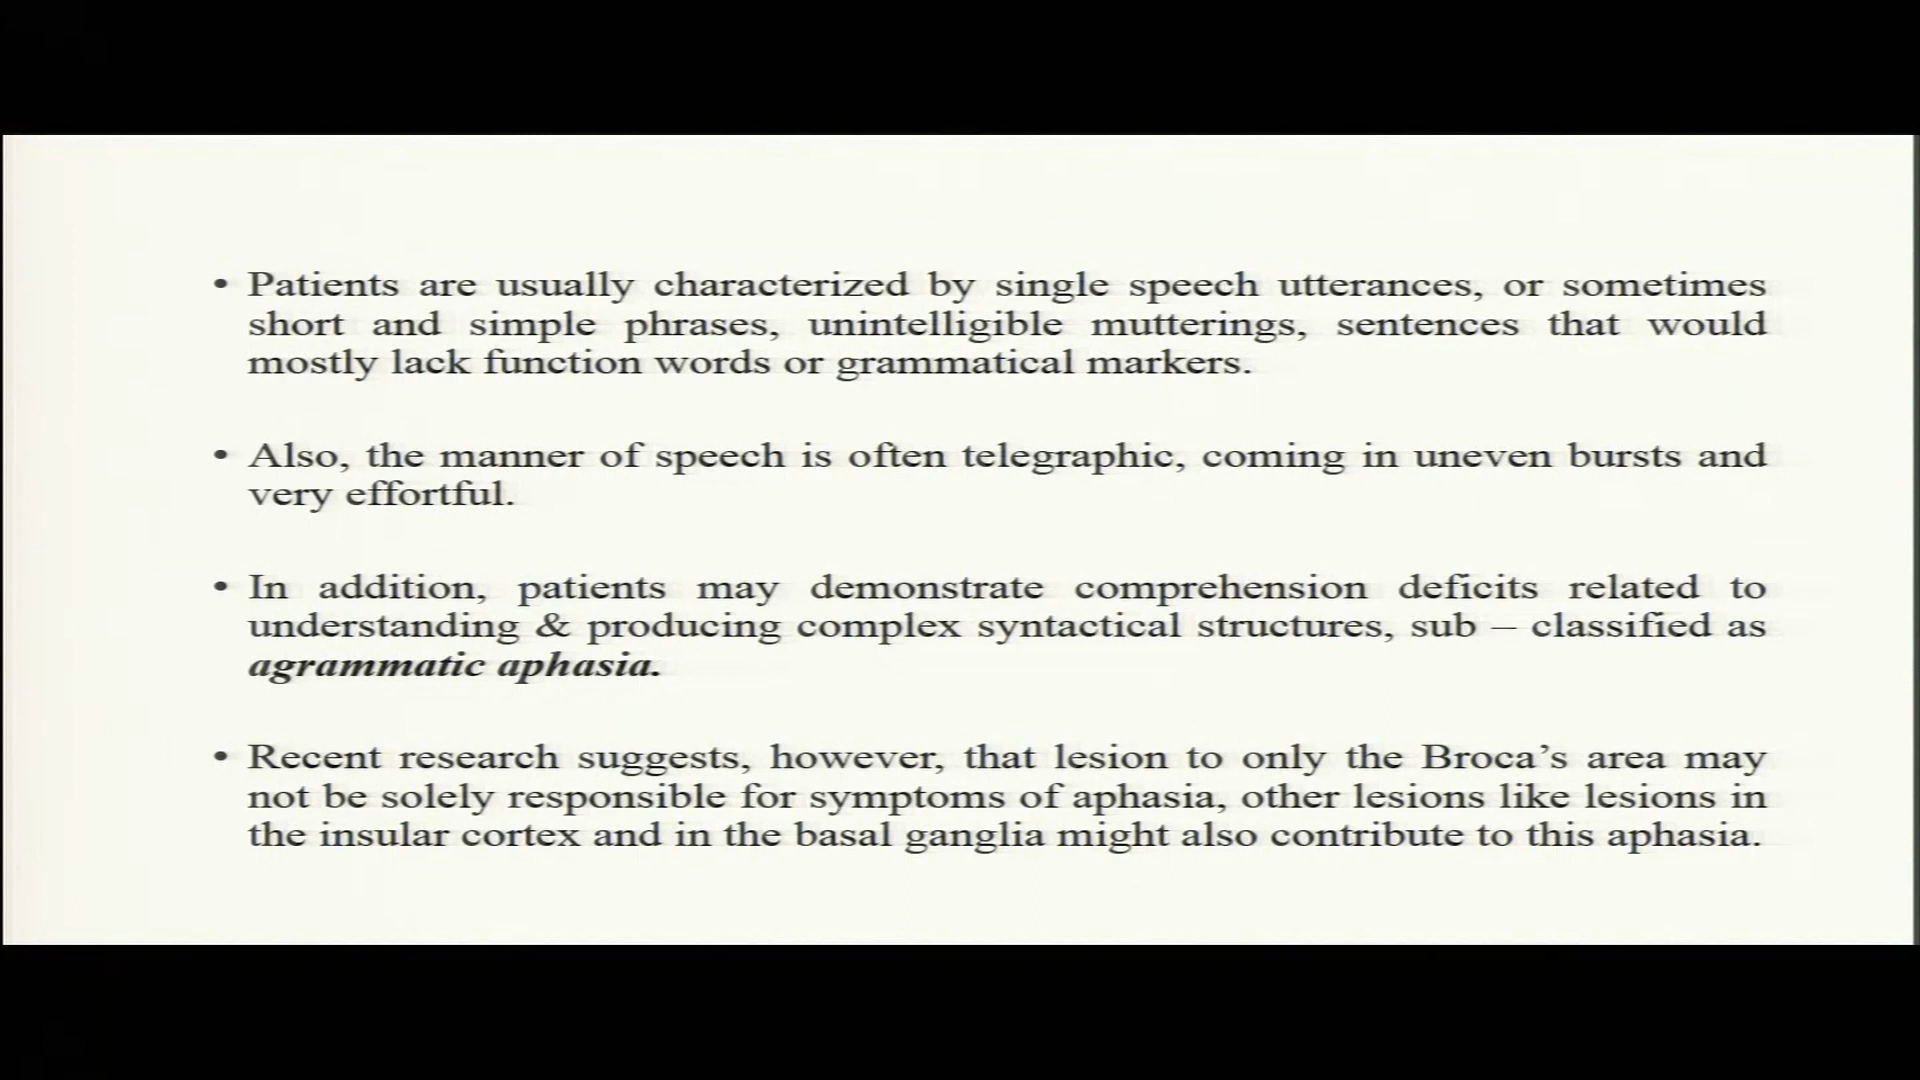 • Patients are usually characterized by single speech utterances, or sometimes
short and simple phrases, unintelligible mutterings, sentences that would
mostly lack function words or grammatical markers.
• Also, the manner of speech is often telegraphic, coming in uneven bursts and
very effortful.
• In addition, patients may demonstrate comprehension deficits related to
understanding & producing complex syntactical structures, sub – classified as
agrammatic aphasia.
• Recent research suggests, however, that lesion to only the Broca’s area may
not be solely responsible for symptoms of aphasia, other lesions like lesions in
the insular cortex and in the basal ganglia might also contribute to this aphasia.